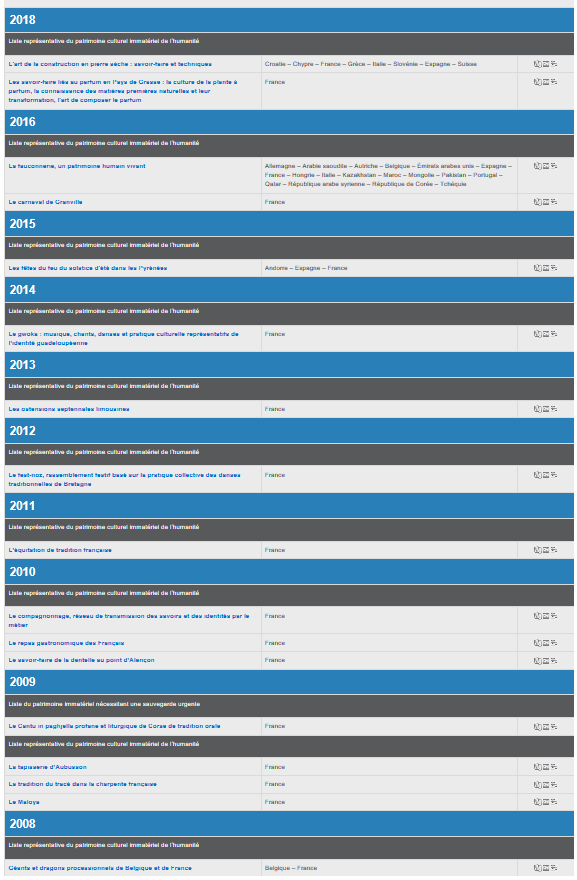 2018
Liste représentative du patrimoine culturel immatériel de l'humanité
L'art de la construction en pierre sèche : savoir-faire et techniques
Croatie – Chypre – France – Grèce – Italie – Slovénie – Espagne – Suisse
Les savoir-faire liés au parfum en Pays de Grasse : la culture de la plante à
parfum, la connaissance des matières premières naturelles et leur
transformation, l'art de composer le parfum
France
2016
Liste représentative du patrimoine culturel immatériel de l'humanité
La fauconnerie, un patrimoine humain vivant
Allemagne – Arabie saoudite – Autriche – Belgique – Émirats arabes unis – Espagne –
France – Hongrie – Italie – Kazakhstan – Maroc – Mongolie – Pakistan – Portugal –
Qatar – République arabe syrienne – République de Corée – Tchéquie
Le carnaval de Granville
France
2015
Liste représentative du patrimoine culturel immatériel de l'humanité
Les fêtes du feu du solstice d'été dans les Pyrénées
Andorre – Espagne – France
2014
Liste représentative du patrimoine culturel immatériel de l'humanité
Le gwoka : musique, chants, danses et pratique culturelle représentatifs de
l'identité guadeloupéenne
France
2013
Liste représentative du patrimoine culturel immatériel de l'humanité
Les ostensions septennales limousines
France
2012
Liste représentative du patrimoine culturel immatériel de l'humanité
Le fest-noz, rassemblement festif basé sur la pratique collective des danses
traditionnelles de Bretagne
France
2011
Liste représentative du patrimoine culturel immatériel de l'humanité
L'équitation de tradition française
France
2010
Liste représentative du patrimoine culturel immatériel de l'humanité
Le compagnonnage, réseau de transmission des savoirs et des identités par le
métier
France
Le repas gastronomique des Français
France
Le savoir-faire de la dentelle au point d'Alençon
France
2009
Liste du patrimoine immatériel nécessitant une sauvegarde urgente
Le Cantu in paghjella profane et liturgique de Corse de tradition orale
France
Liste représentative du patrimoine culturel immatériel de l'humanité
La tapisserie d'Aubusson
France
La tradition du tracé dans la charpente française
France
Le Maloya
France
2008
Liste représentative du patrimoine culturel immatériel de l'humanité
Géants et dragons processionnels de Belgique et de France
Belgique – France